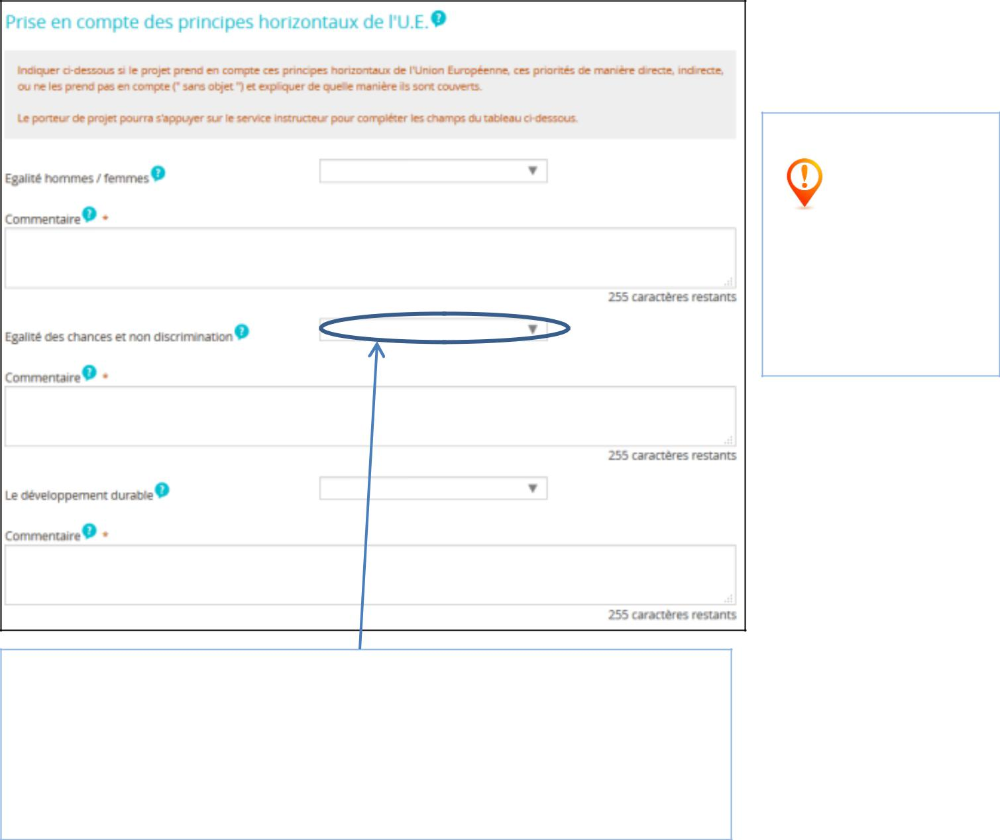 Prise en compte des principes horizontaux de l'U.E.
Indiquer ci-dessous si le projet prend en compte ces principes horizontaux de l'Union Européenne, ces priorités de manière directe, indirecte,
ou ne les prend pas en compte (" sans objet ") et expliquer de quelle manière ils sont couverts.
Le porteur de projet pourra s'appuyer sur le service instructeur pour compléter les champs du tableau ci-dessous.
Egalité hommes / femmes
Commentaire *
255 caractères restants
Egalité des chances et non discrimination
Commentaire *
255 caractères restants
Le développement durable
Commentaire *
255 caractères restants